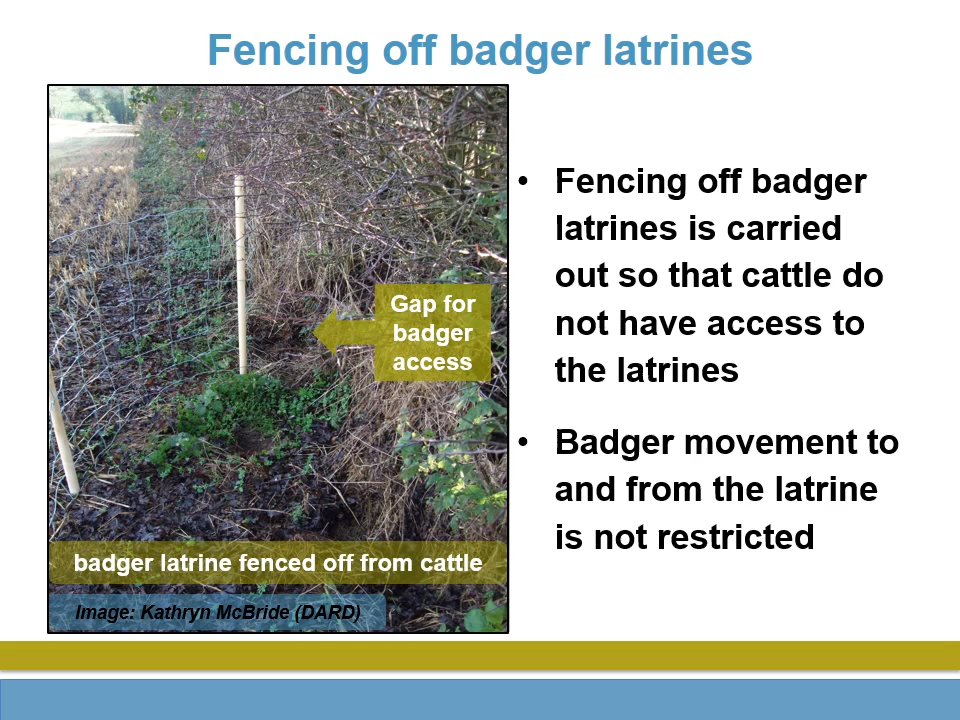 Fencing off badger latrines
Gap for
badger
access
badger latrine fenced off from cattle
Image: Kathryn McBride (DARD)
• Fencing off badger
latrines is carried
out so that cattle do
not have access to
the latrines
• Badger movement to
and from the latrine
is not restricted